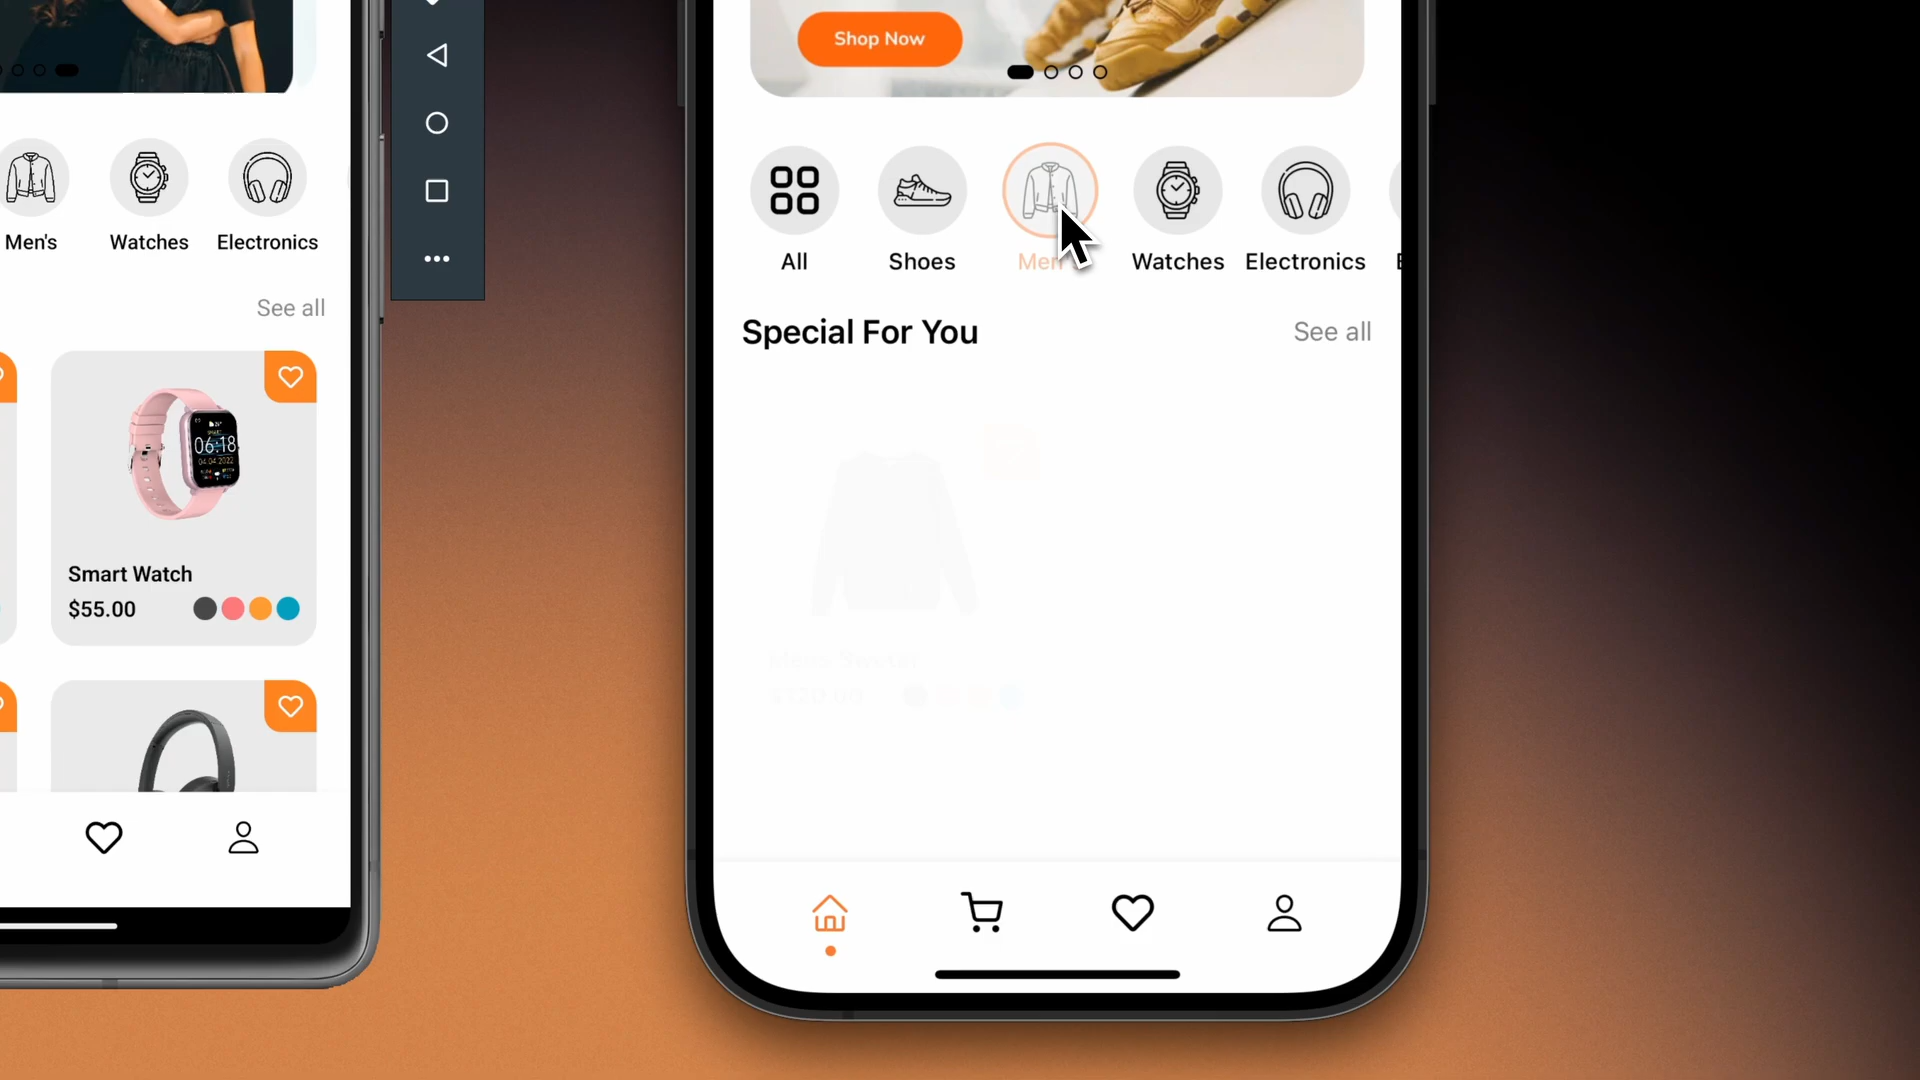 Men's
Watches
Electronics
See all
06:18
Smart Watch
$55.00
Shop Now
All
Shoes
Men
Watches
Electronics
Special For You
See all